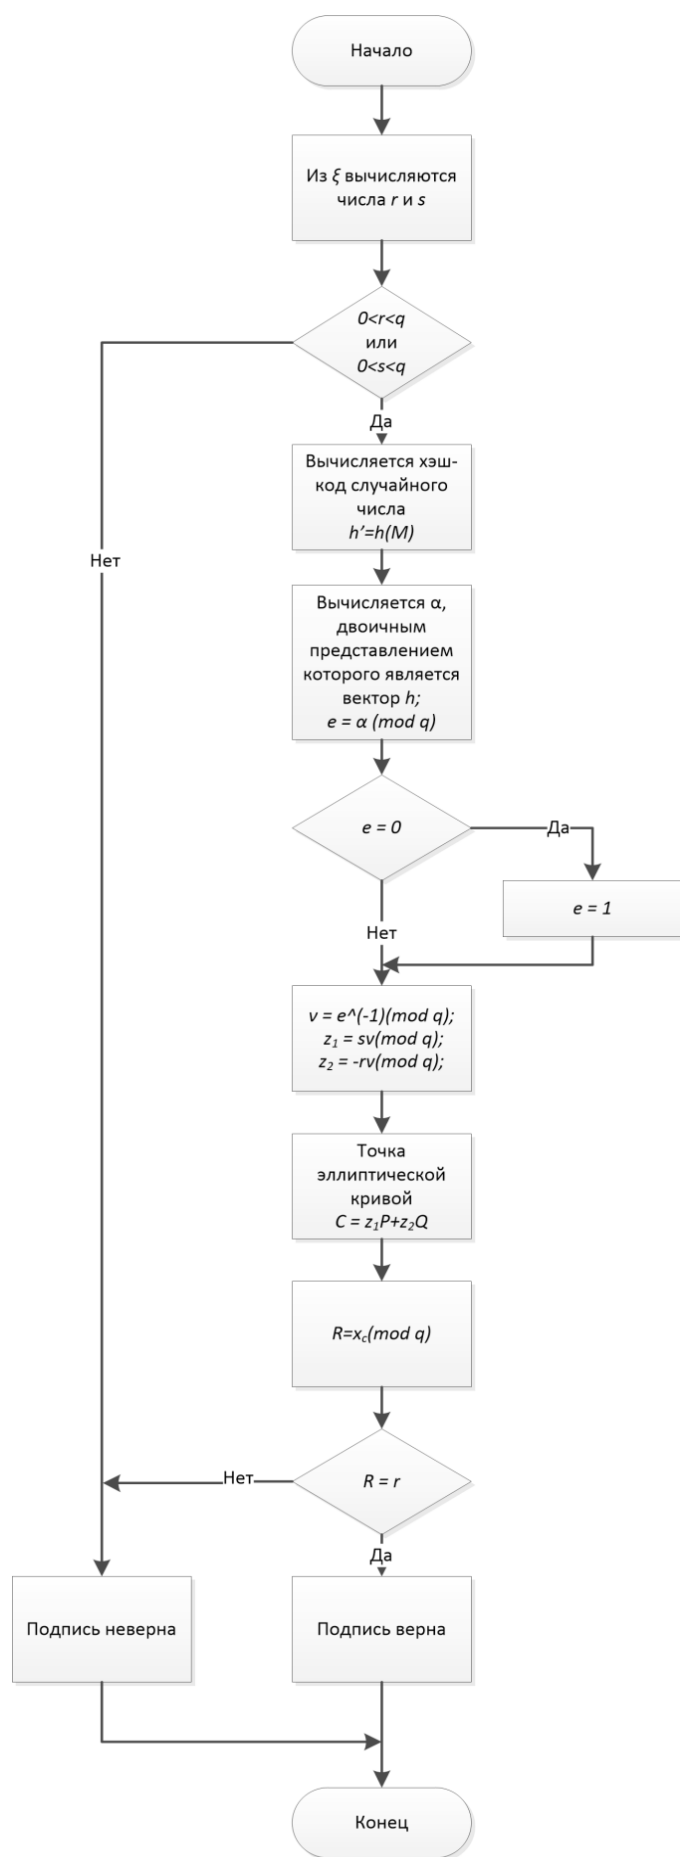 Начало
Из ξ вычисляются
числа r и s
0<r<q
или
0<s<q
Да
Вычисляется хэш-
код случайного
числа
h'=h(M)
Нет
Вычисляется α,
двоичным
представлением
которого является
вектор h;
e = α (mod q)
e = 0
Да
e = 1
Нет
v = e^(-1)(mod q);
z₁ = sv(mod q);
z₂ = -rv(mod q);
Точка
эллиптической
кривой
C = z₁P+z₂Q
R=x꜀(mod q)
R = r
Нет
Да
Подпись неверна
Подпись верна
Конец